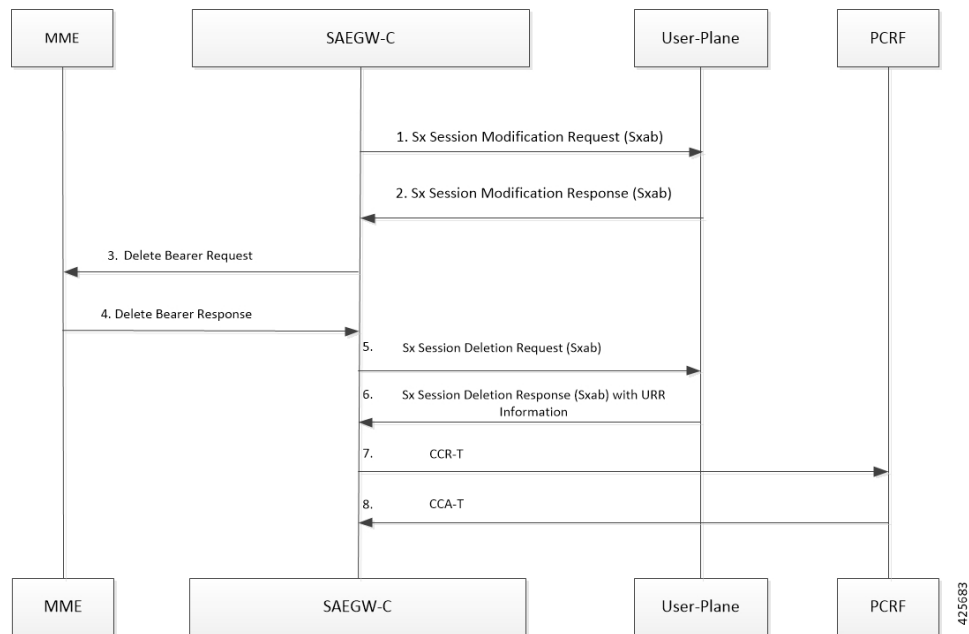 MME
SAEGW-C
User-Plane
PCRF
1. Sx Session Modification Request (Sxab)
2. Sx Session Modification Response (Sxab)
3. Delete Bearer Request
4. Delete Bearer Response
5. Sx Session Deletion Request (Sxab)
6. Sx Session Deletion Response (Sxab) with URR
Information
7. CCR-T
8. CCA-T
MME
SAEGW-C
User-Plane
PCRF
425683